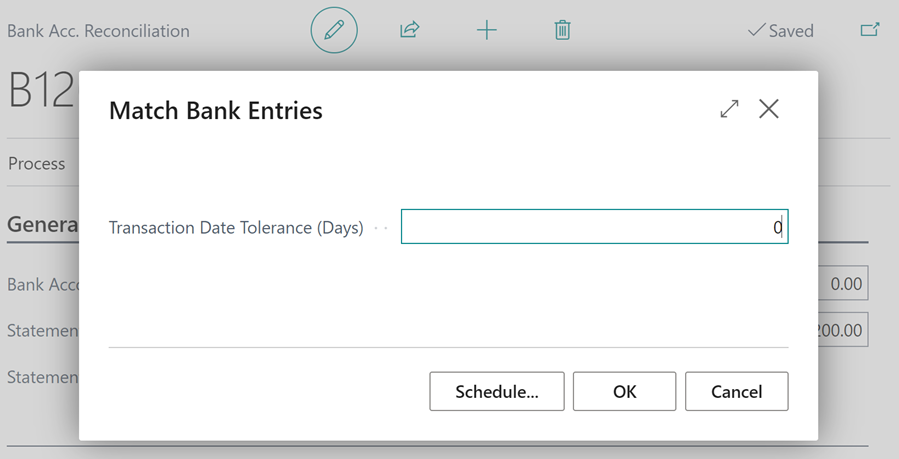 Bank Acc. Reconciliation Saved
B12
Match Bank Entries
Process
Transaction Date Tolerance (Days) · · 0
Genera
Bank Acco 0.00
Statemen 200.00
Statemen
Schedule... OK Cancel